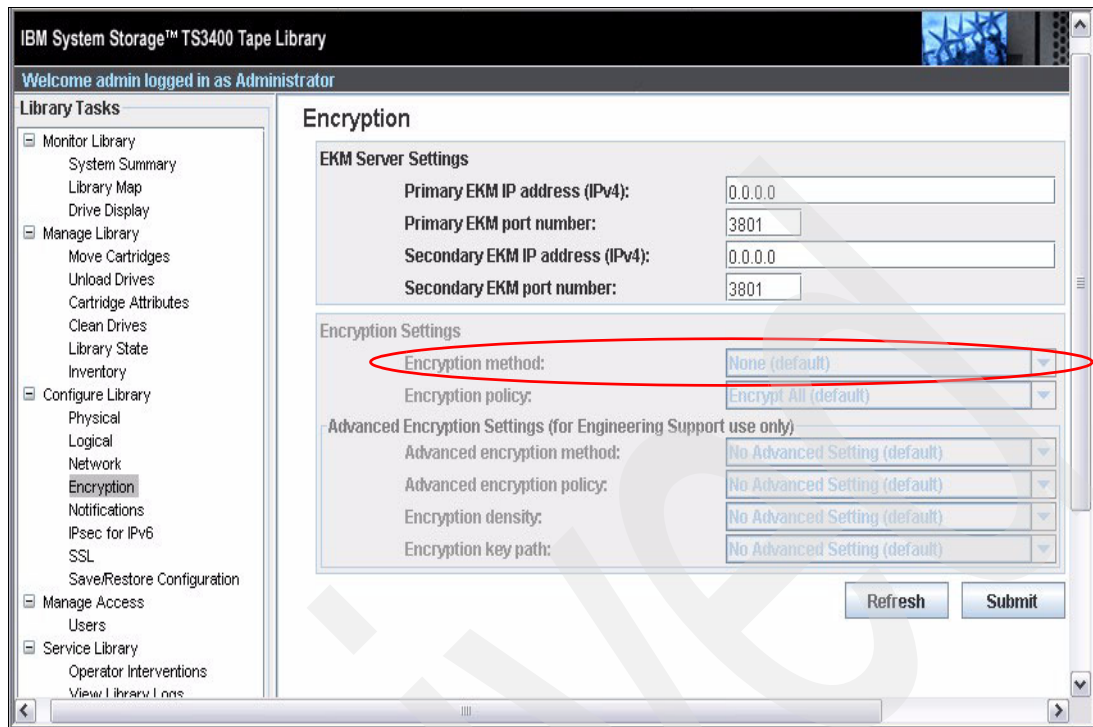 IBM System Storage™ TS3400 Tape Library
Welcome admin logged in as Administrator
Library Tasks
Monitor Library
System Summary
Library Map
Drive Display
Manage Library
Move Cartridges
Unload Drives
Cartridge Attributes
Clean Drives
Library State
Inventory
Configure Library
Physical
Logical
Network
Encryption
Notifications
IPsec for IPv6
SSL
Save/Restore Configuration
Manage Access
Users
Service Library
Operator Interventions
View Library Logs
Encryption
EKM Server Settings
Primary EKM IP address (IPv4): 0.0.0.0
Primary EKM port number: 3801
Secondary EKM IP address (IPv4): 0.0.0.0
Secondary EKM port number: 3801
Encryption Settings
Encryption method: None (default)
Encryption policy: Encrypt All (default)
Advanced Encryption Settings (for Engineering Support use only)
Advanced encryption method: No Advanced Setting (default)
Advanced encryption policy: No Advanced Setting (default)
Encryption density: No Advanced Setting (default)
Encryption key path: No Advanced Setting (default)
Refresh Submit